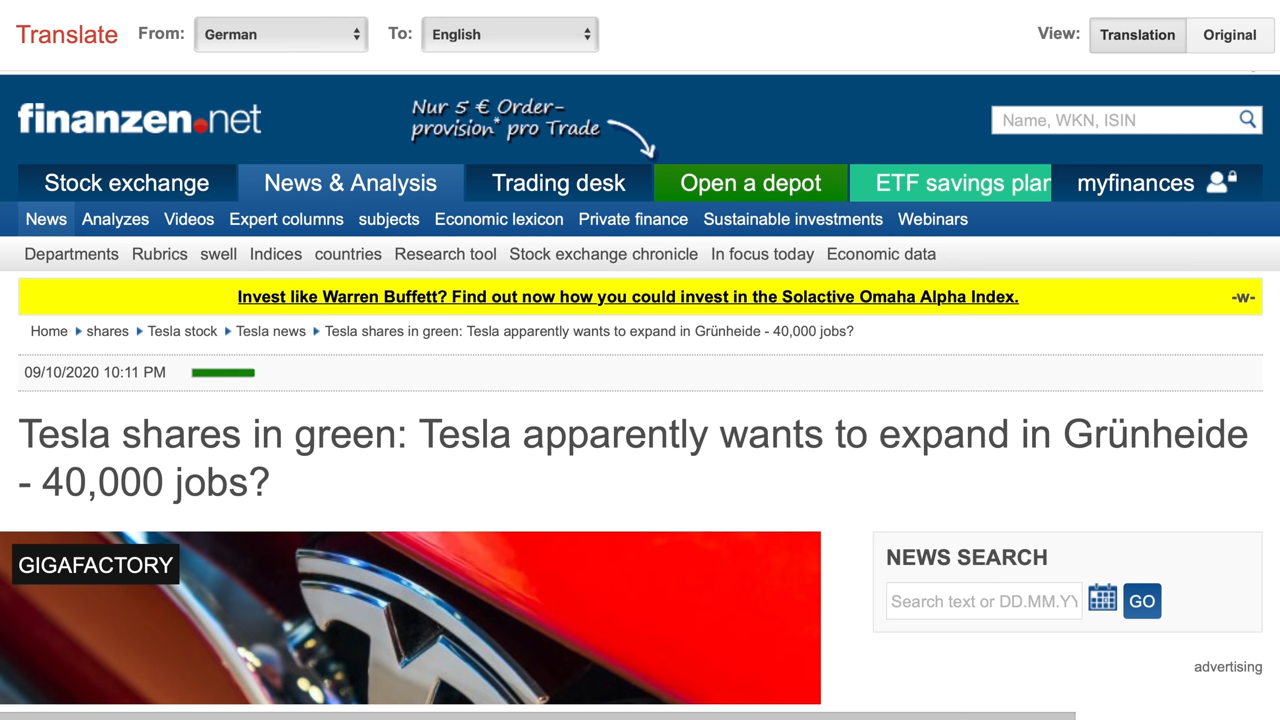 Translate From: German To: English View: Translation Original
finanzen.net
Nur 5 € Order-
provision* pro Trade
Name, WKN, ISIN
Stock exchange News & Analysis Trading desk Open a depot ETF savings plar myfinances
News Analyzes Videos Expert columns subjects Economic lexicon Private finance Sustainable investments Webinars
Departments Rubrics swell Indices countries Research tool Stock exchange chronicle In focus today Economic data
Invest like Warren Buffett? Find out now how you could invest in the Solactive Omaha Alpha Index. -w-
Home shares Tesla stock Tesla news Tesla shares in green: Tesla apparently wants to expand in Grünheide - 40,000 jobs?
09/10/2020 10:11 PM
Tesla shares in green: Tesla apparently wants to expand in Grünheide
- 40,000 jobs?
GIGAFACTORY
NEWS SEARCH
Search text or DD.MM.YY GO
advertising